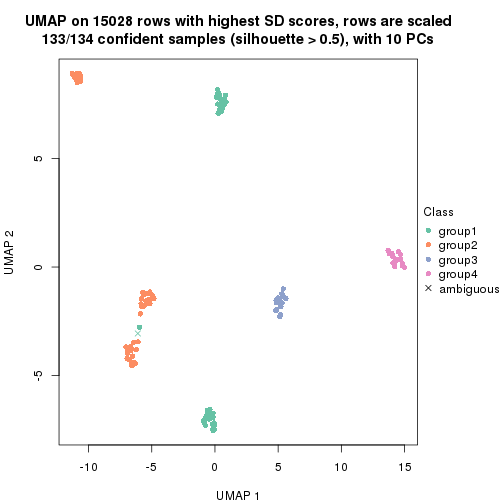 UMAP on 15028 rows with highest SD scores, rows are scaled
133/134 confident samples (silhouette > 0.5), with 10 PCs
5
0
-5
UMAP 2
-10
-5
0
5
10
15
UMAP 1
Class
group1
group2
group3
group4
ambiguous